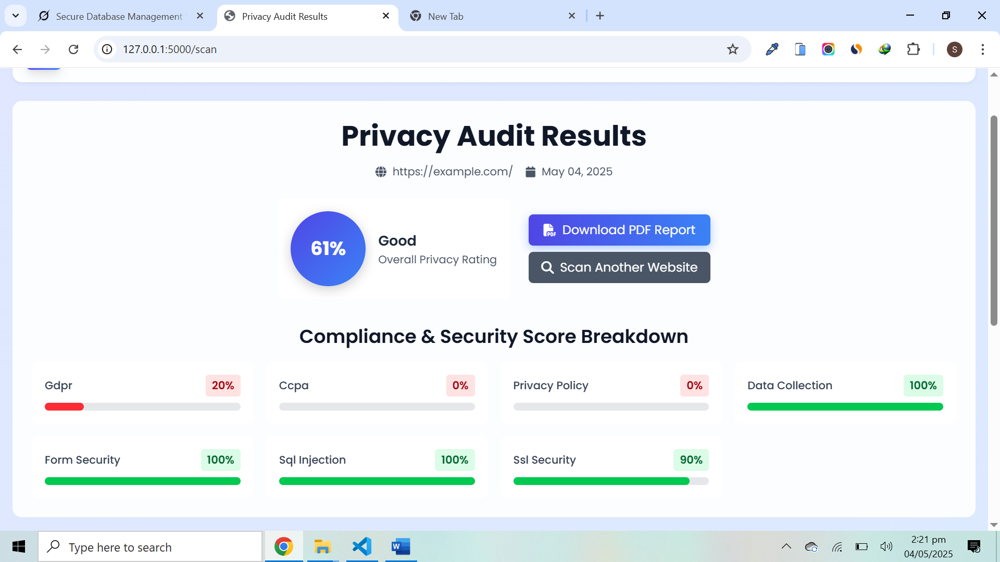 Secure Database Management
Privacy Audit Results
New Tab
127.0.0.1:5000/scan
S
Privacy Audit Results
https://example.com/ May 04, 2025
61%
Good
Overall Privacy Rating
PDF Download PDF Report
Scan Another Website
Compliance & Security Score Breakdown
Gdpr 20%
Ccpa 0%
Privacy Policy 0%
Data Collection 100%
Form Security 100%
Sql Injection 100%
Ssl Security 90%
Type here to search
W
2:21 pm
04/05/2025